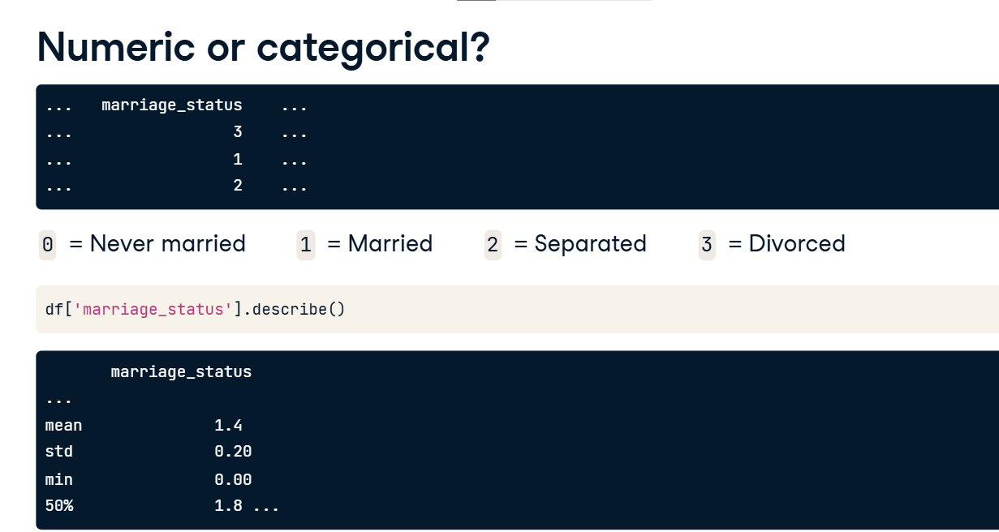 Numeric or categorical?
... marriage_status ...
... 3 ...
... 1 ...
... 2 ...
0 = Never married 1 = Married 2 = Separated 3 = Divorced
df['marriage_status'].describe()
marriage_status
...
mean 1.4
std 0.20
min 0.00
50% 1.8 ...